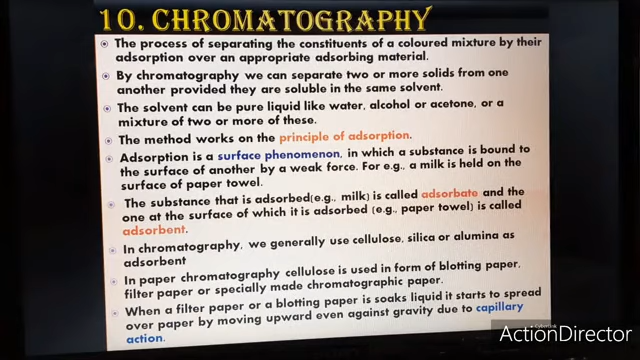 10. CHROMATOGRAPHY
The process of separating the constituents of a coloured mixture by their
adsorption over an appropriate adsorbing material.
By chromatography we can separate two or more solids from one
another provided they are soluble in the same solvent.
The solvent can be pure liquid like water, alcohol or acetone, or a
mixture of two or more of these.
The method works on the principle of adsorption.
Adsorption is a surface phenomenon, in which a substance is bound to
the surface of another by a weak force. For e.g., a milk is held on the
surface of paper towel.
The substance that is adsorbed(e.g., milk) is called adsorbate and the
one at the surface of which it is adsorbed (e.g., paper towel) is called
adsorbent.
In chromatography, we generally use cellulose, silica or alumina as
adsorbent
In paper chromatography cellulose is used in form of blotting paper,
filter paper or specially made chromatographic paper.
When a filter paper or a blotting paper is soaks liquid it starts to spread
over paper by moving upward even against gravity due to capillary
action.
CyberLink
ActionDirector